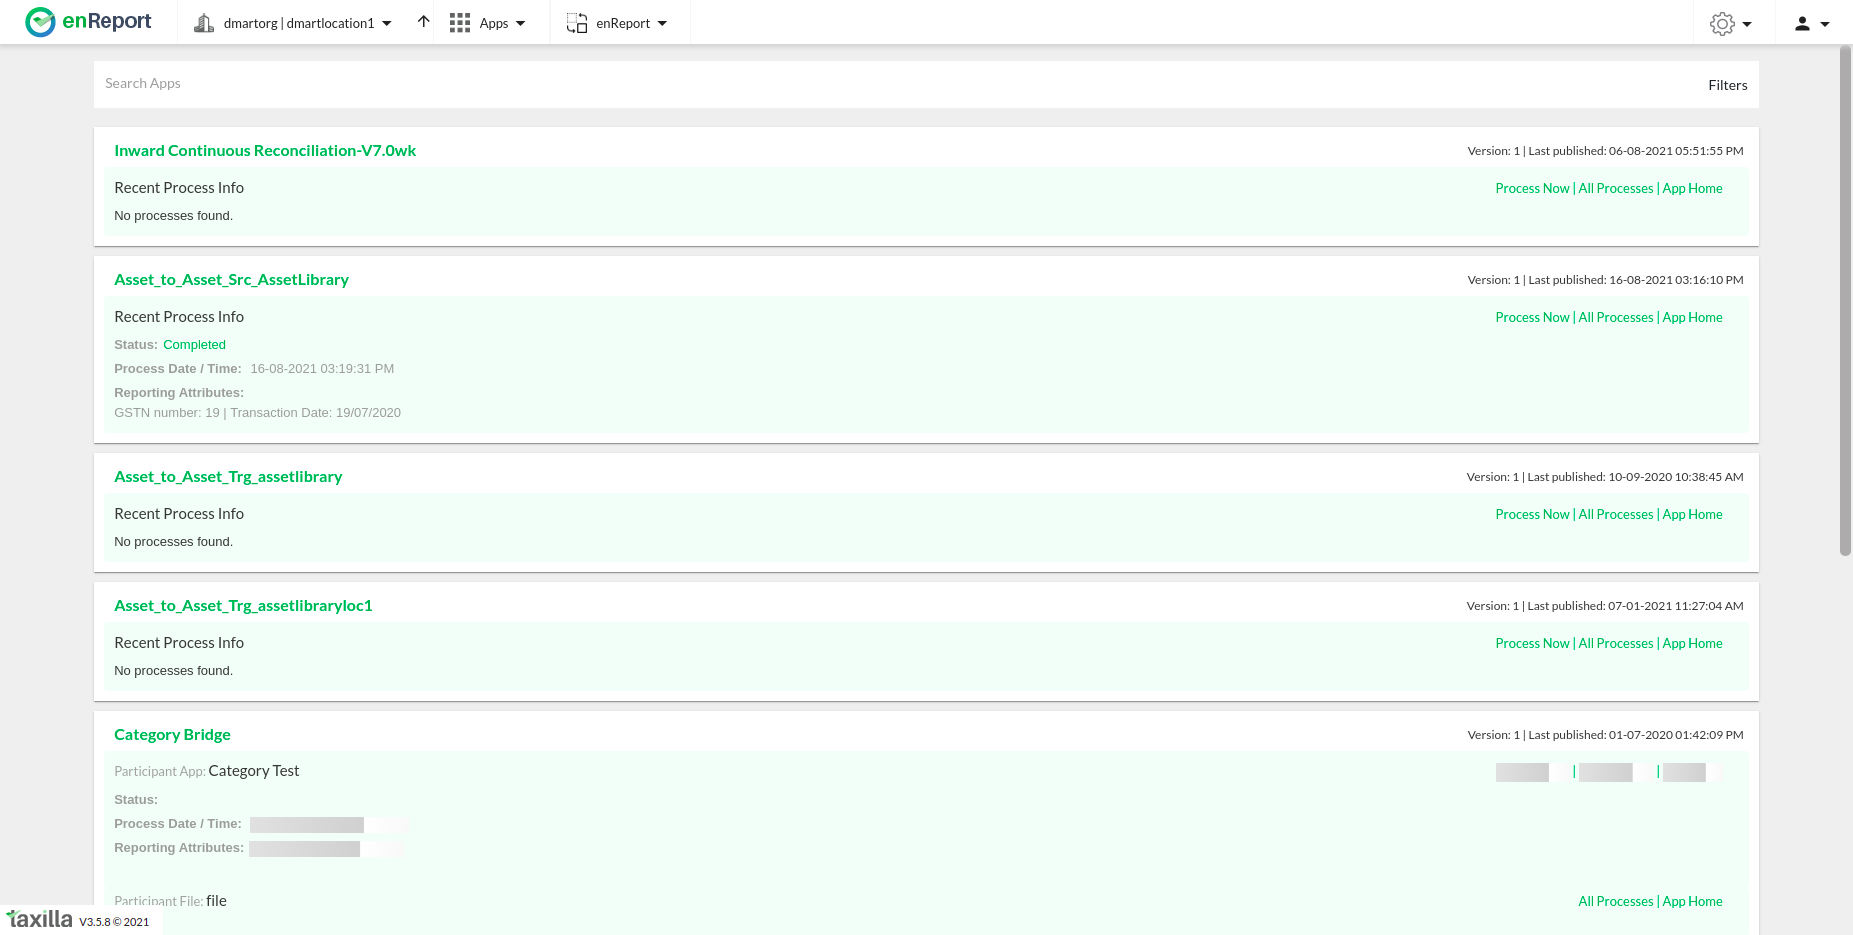 enReport dmartorg | dmartlocation1 Apps enReport
Search Apps Filters
Inward Continuous Reconciliation-V7.0wk Version: 1 | Last published: 06-08-2021 05:51:55 PM
Recent Process Info Process Now | All Processes | App Home
No processes found.
Asset_to_Asset_Src_AssetLibrary Version: 1 | Last published: 16-08-2021 03:16:10 PM
Recent Process Info Process Now | All Processes | App Home
Status: Completed
Process Date / Time: 16-08-2021 03:19:31 PM
Reporting Attributes:
GSTN number: 19 | Transaction Date: 19/07/2020
Asset_to_Asset_Trg_assetlibrary Version: 1 | Last published: 10-09-2020 10:38:45 AM
Recent Process Info Process Now | All Processes | App Home
No processes found.
Asset_to_Asset_Trg_assetlibraryloc1 Version: 1 | Last published: 07-01-2021 11:27:04 AM
Recent Process Info Process Now | All Processes | App Home
No processes found.
Category Bridge Version: 1 | Last published: 01-07-2020 01:42:09 PM
Participant App: Category Test | |
Status:
Process Date / Time:
Reporting Attributes:
Participant File: file All Processes | App Home
taxilla V3.5.8 © 2021